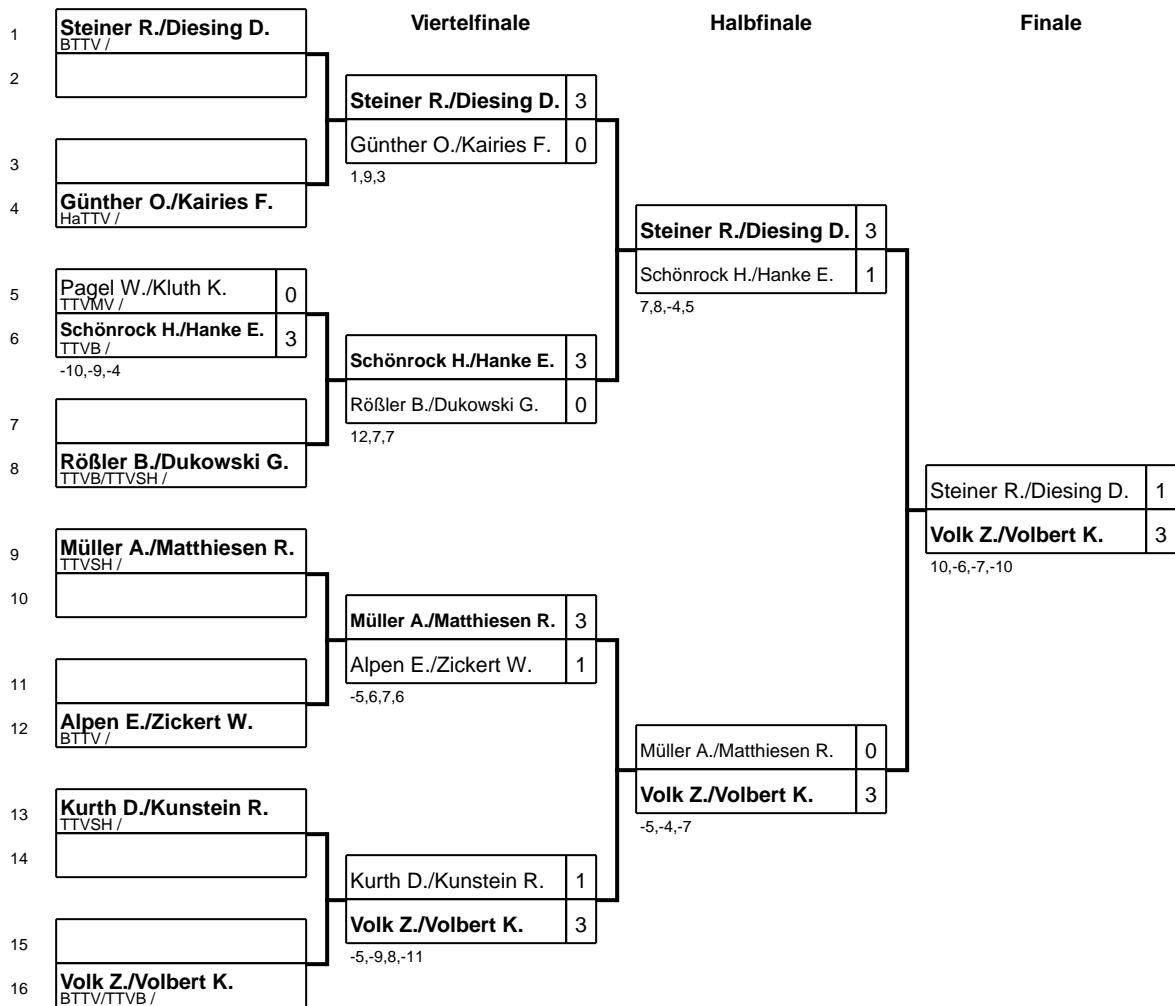 Viertelfinale
Halbfinale
Finale
1
Steiner R./Diesing D.
BTTV /
2
3
4
Günther O./Kairies F.
HaTTV /
5
Pagel W./Kluth K. 0
TTVMV /
6
Schönrock H./Hanke E. 3
TTVB /
-10,-9,-4
7
8
Rößler B./Dukowski G.
TTVB/TTVSH /
9
Müller A./Matthiesen R.
TTVSH /
10
11
12
Alpen E./Zickert W.
BTTV /
13
Kurth D./Kunstein R.
TTVSH /
14
15
16
Volk Z./Volbert K.
BTTV/TTVB /
Steiner R./Diesing D. 3
Günther O./Kairies F. 0
1,9,3
Schönrock H./Hanke E. 3
Rößler B./Dukowski G. 0
12,7,7
Müller A./Matthiesen R. 3
Alpen E./Zickert W. 1
-5,6,7,6
Kurth D./Kunstein R. 1
Volk Z./Volbert K. 3
-5,-9,8,-11
Steiner R./Diesing D. 3
Schönrock H./Hanke E. 1
7,8,-4,5
Müller A./Matthiesen R. 0
Volk Z./Volbert K. 3
-5,-4,-7
Steiner R./Diesing D. 1
Volk Z./Volbert K. 3
10,-6,-7,-10